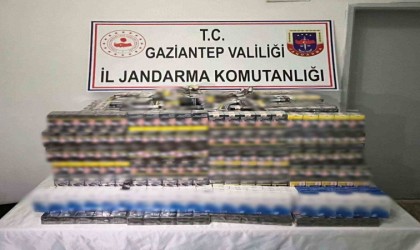 T.C.
GAZİANTEP VALİLİĞİ
İL JANDARMA KOMUTANLIĞI